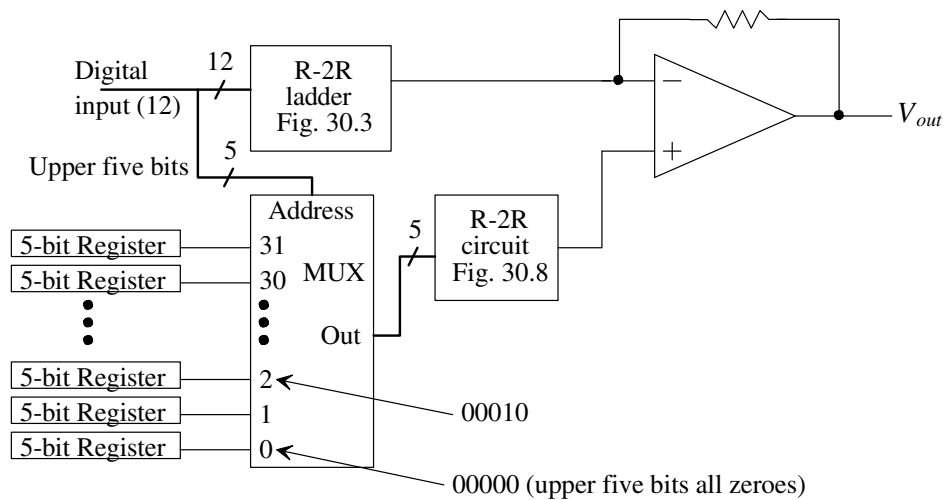 Digital
input (12)
12
R-2R
ladder
Fig. 30.3
−
+
V_out
Upper five bits
5
Address
MUX
Out
5
R-2R
circuit
Fig. 30.8
5-bit Register
31
5-bit Register
30
5-bit Register
2
00010
5-bit Register
1
5-bit Register
0
00000 (upper five bits all zeroes)